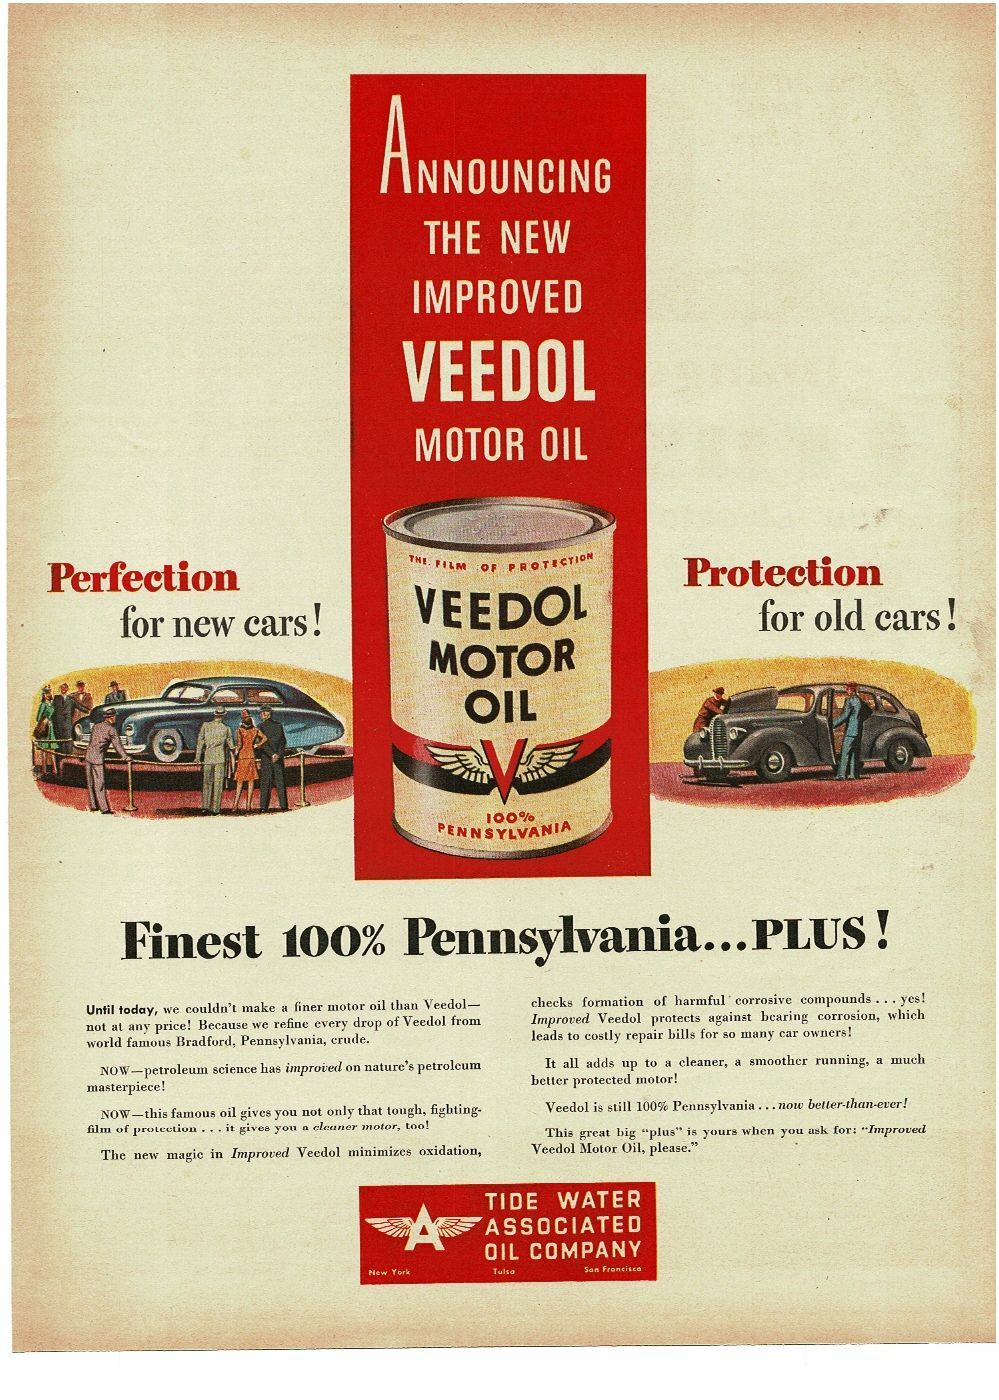 ANNOUNCING
THE NEW
IMPROVED
VEEDOL
MOTOR OIL
Perfection
for new cars!
THE FILM OF PROTECTION
VEEDOL
MOTOR
OIL
V
100%
PENNSYLVANIA
Protection
for old cars!
Finest 100% Pennsylvania...PLUS!
Until today, we couldn't make a finer motor oil than Veedol—
not at any price! Because we refine every drop of Veedol from
world famous Bradford, Pennsylvania, crude.
NOW—petroleum science has improved on nature's petroleum
masterpiece!
NOW—this famous oil gives you not only that tough, fighting-
film of protection . . . it gives you a cleaner motor, too!
The new magic in Improved Veedol minimizes oxidation,
checks formation of harmful corrosive compounds . . . yes!
Improved Veedol protects against bearing corrosion, which
leads to costly repair bills for so many car owners!
It all adds up to a cleaner, a smoother running, a much
better protected motor!
Veedol is still 100% Pennsylvania . . . now better-than-ever!
This great big "plus" is yours when you ask for: "Improved
Veedol Motor Oil, please."
A
TIDE WATER
ASSOCIATED
OIL COMPANY
New York Tulsa San Francisco